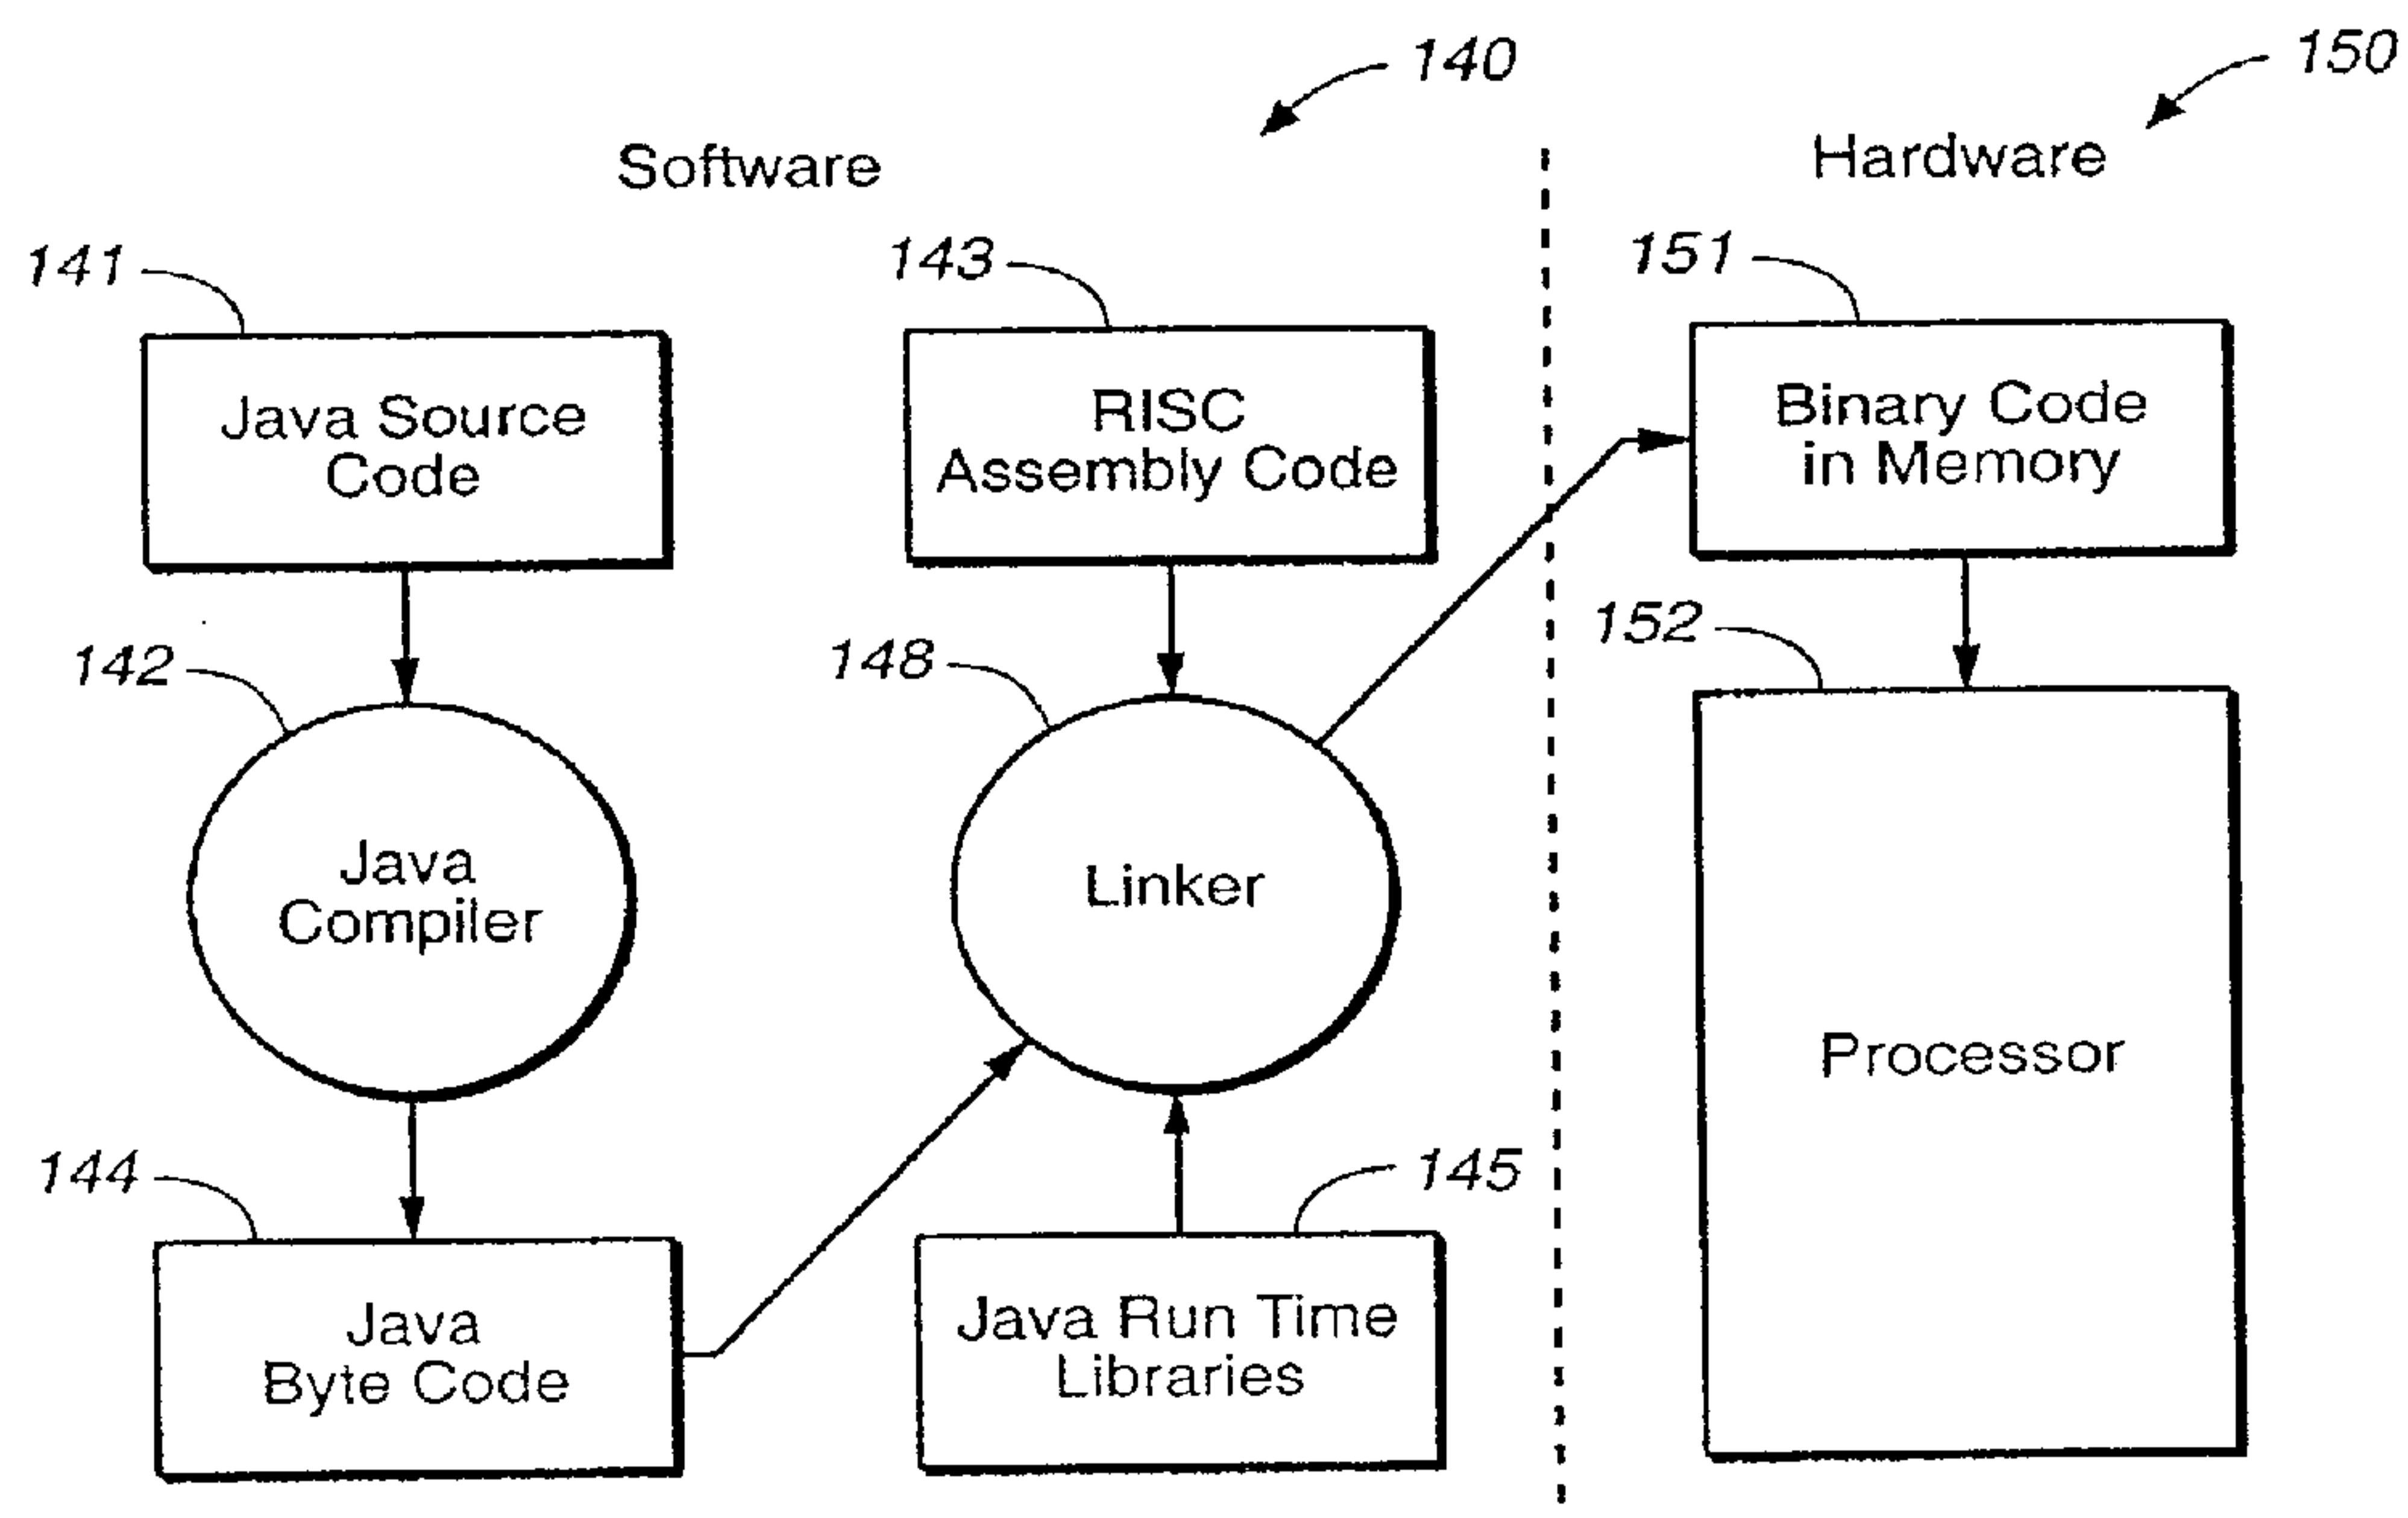 140
150
Software
Hardware
141
143
151
Java Source
Code
RISC
Assembly Code
Binary Code
in Memory
142
148
152
Java
Compiler
Linker
Processor
144
145
Java
Byte Code
Java Run Time
Libraries